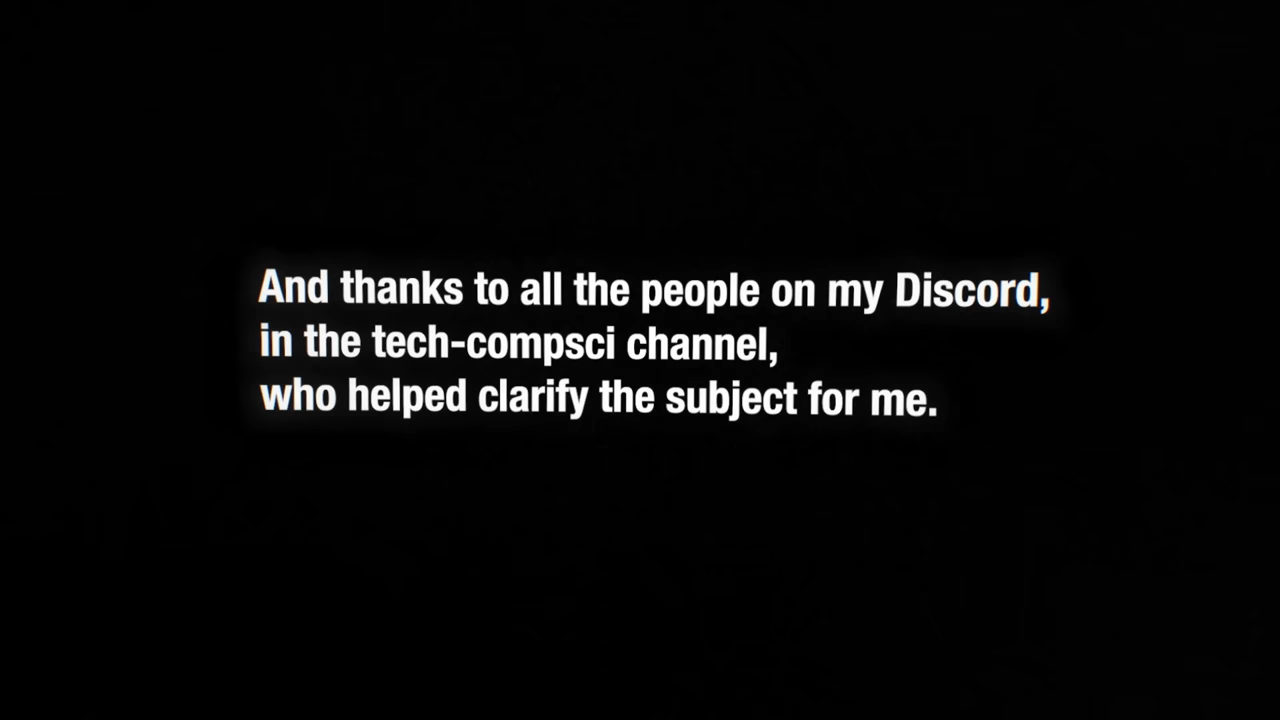 And thanks to all the people on my Discord,
in the tech-compsci channel,
who helped clarify the subject for me.